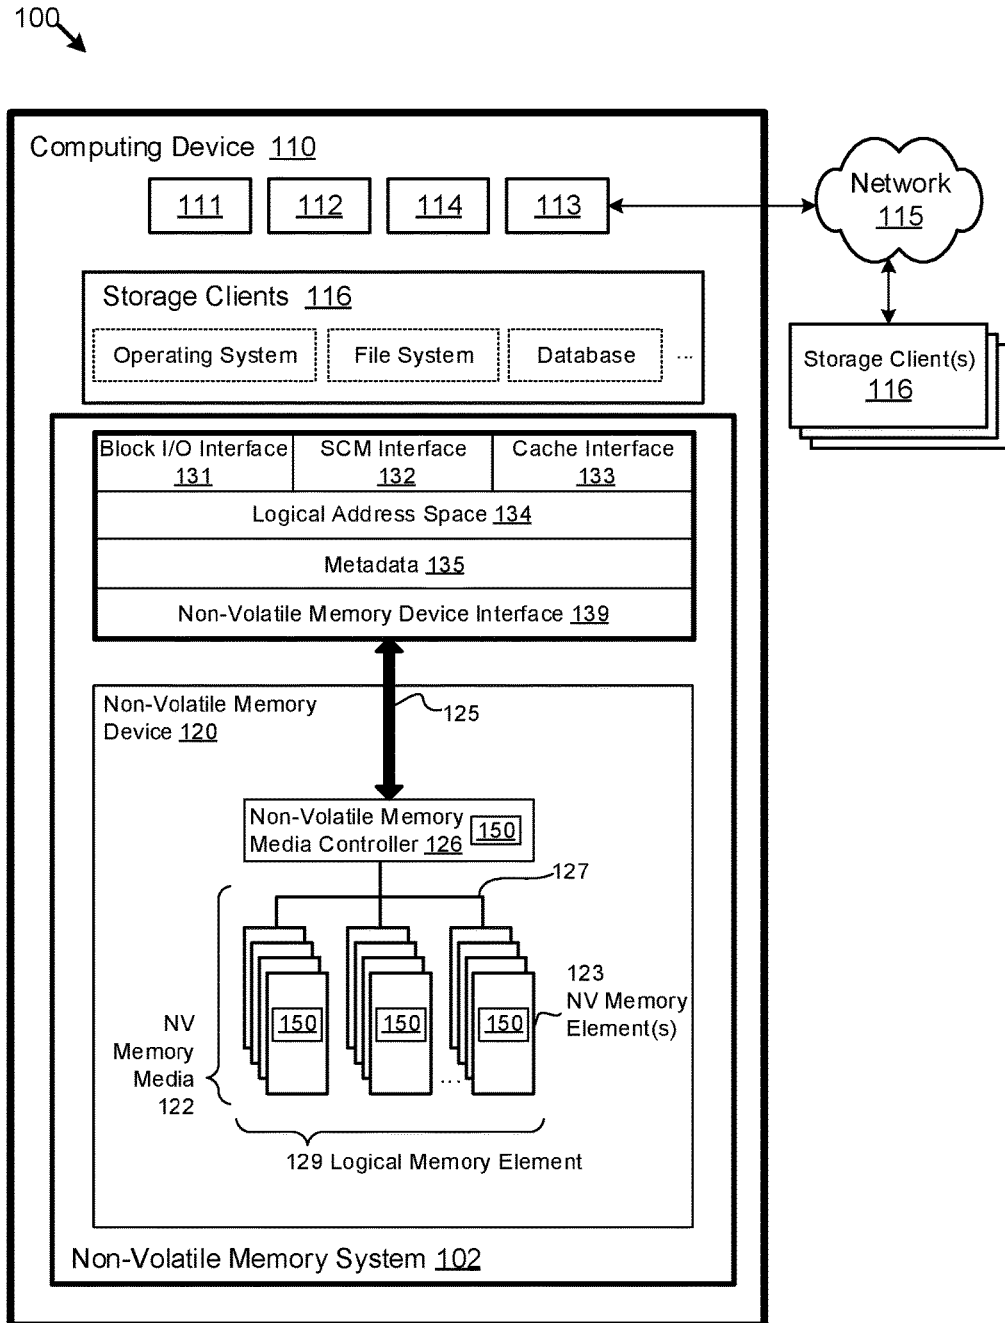 100
Computing Device 110
111 112 114 113
Network
115
Storage Clients 116
Operating System File System Database ...
Storage Client(s)
116
Block I/O Interface
131
SCM Interface
132
Cache Interface
133
Logical Address Space 134
Metadata 135
Non-Volatile Memory Device Interface 139
125
Non-Volatile Memory
Device 120
Non-Volatile Memory
Media Controller 126
150
127
150 150 150
...
123
NV Memory
Element(s)
NV
Memory
Media
122
129 Logical Memory Element
Non-Volatile Memory System 102